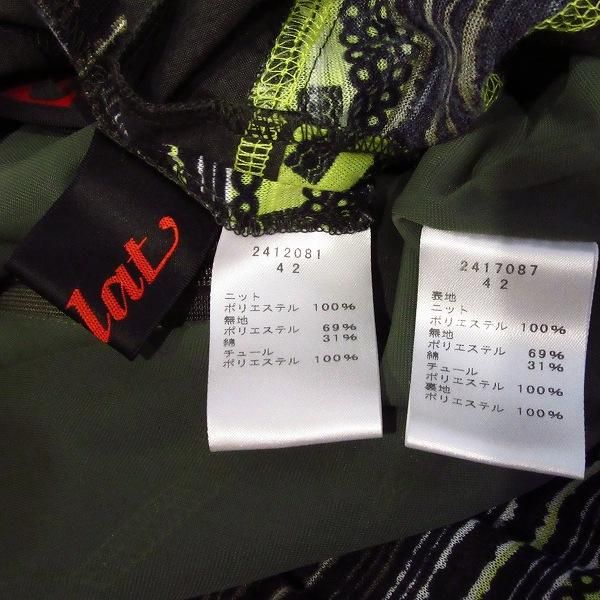 lat
2412081
42
ニット
ポリエステル 100%
無地
ポリエステル 69%
綿 31%
チュール
ポリエステル 100%
2417087
42
表地
ポリエステル 100%
無地
ポリエステル 69%
綿 31%
チュール
ポリエステル 100%
裏地
ポリエステル 100%